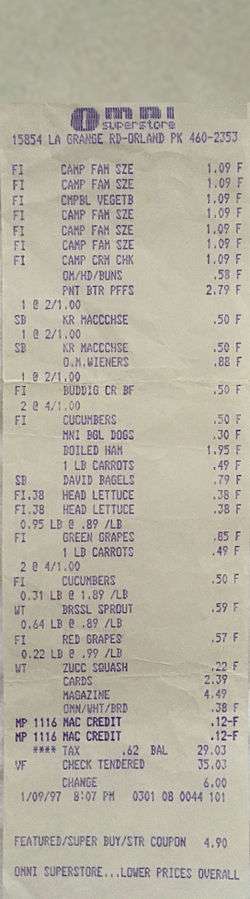 OMNI
superstore
15854 LA GRANGE RD-ORLAND PK 460-2353
FI CAMP FAM SZE 1.09 F
FI CAMP FAM SZE 1.09 F
FI CMPBL VEGETB 1.09 F
FI CAMP FAM SZE 1.09 F
FI CAMP FAM SZE 1.09 F
FI CAMP FAM SZE 1.09 F
FI CAMP CRM CHK 1.09 F
OM/HD/BUNS .58 F
PNT BTR PFFS 2.79 F
1 @ 2/1.00
SB KR MACCCHSE .50 F
1 @ 2/1.00
SB KR MACCCHSE .50 F
O.M.WIENERS .88 F
1 @ 2/1.00
FI BUDDIG CR BF .50 F
2 @ 4/1.00
FI CUCUMBERS .50 F
MNI BGL DOGS .30 F
BOILED HAM 1.95 F
1 LB CARROTS .49 F
SB DAVID BAGELS .79 F
FI.38 HEAD LETTUCE .38 F
FI.38 HEAD LETTUCE .38 F
0.95 LB @ .89 /LB
FI GREEN GRAPES .85 F
1 LB CARROTS .49 F
2 @ 4/1.00
FI CUCUMBERS .50 F
0.31 LB @ 1.89 /LB
WT BRSSL SPROUT .59 F
0.64 LB @ .89 /LB
FI RED GRAPES .57 F
0.22 LB @ .99 /LB
WT ZUCC SQUASH .22 F
CARDS 2.39
MAGAZINE 4.49
OMN/WHT/BRD .38 F
MP 1116 MAC CREDIT .12-F
MP 1116 MAC CREDIT .12-F
**** TAX .62 BAL 29.03
VF CHECK TENDERED 35.03
CHANGE 6.00
1/09/97 8:07 PM 0301 08 0044 101
FEATURED/SUPER BUY/STR COUPON 4.90
OMNI SUPERSTORE...LOWER PRICES OVERALL